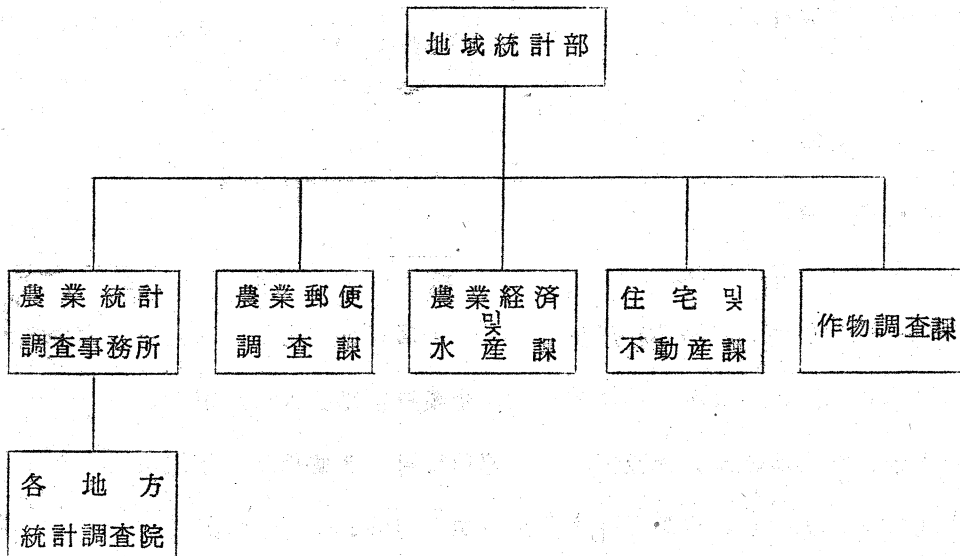 地域統計部
農業統計
調査事務所
農業郵便
調査課
農業経済
및
水産課
住宅 및
不動産課
作物調査課
各地方
統計調査院